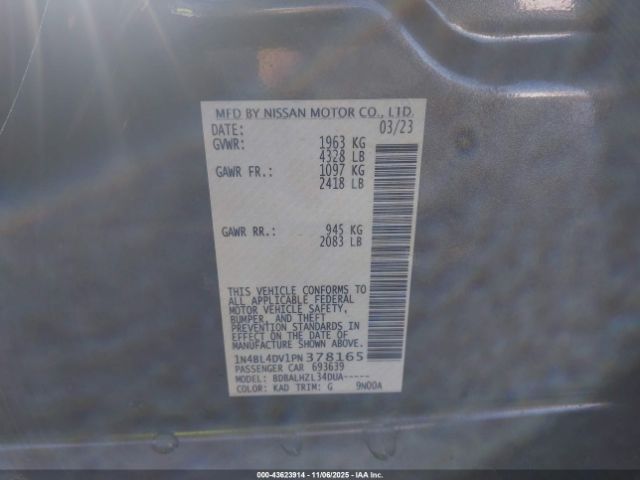 MFD BY NISSAN MOTOR CO., LTD.
DATE: 03/23
GVWR: 1963 KG
4328 LB
GAWR FR.: 1097 KG
2418 LB
GAWR RR.: 945 KG
2083 LB
THIS VEHICLE CONFORMS TO
ALL APPLICABLE FEDERAL
MOTOR VEHICLE SAFETY,
BUMPER, AND THEFT
PREVENTION STANDARDS IN
EFFECT ON THE DATE OF
MANUFACTURE SHOWN ABOVE.
1N4BL4DV1PN378165
PASSENGER CAR 693639
MODEL: BDBALHZL34DUA-----
COLOR: KAD TRIM: G 9N00A
000-43623914 - 11/06/2025 - IAA Inc.